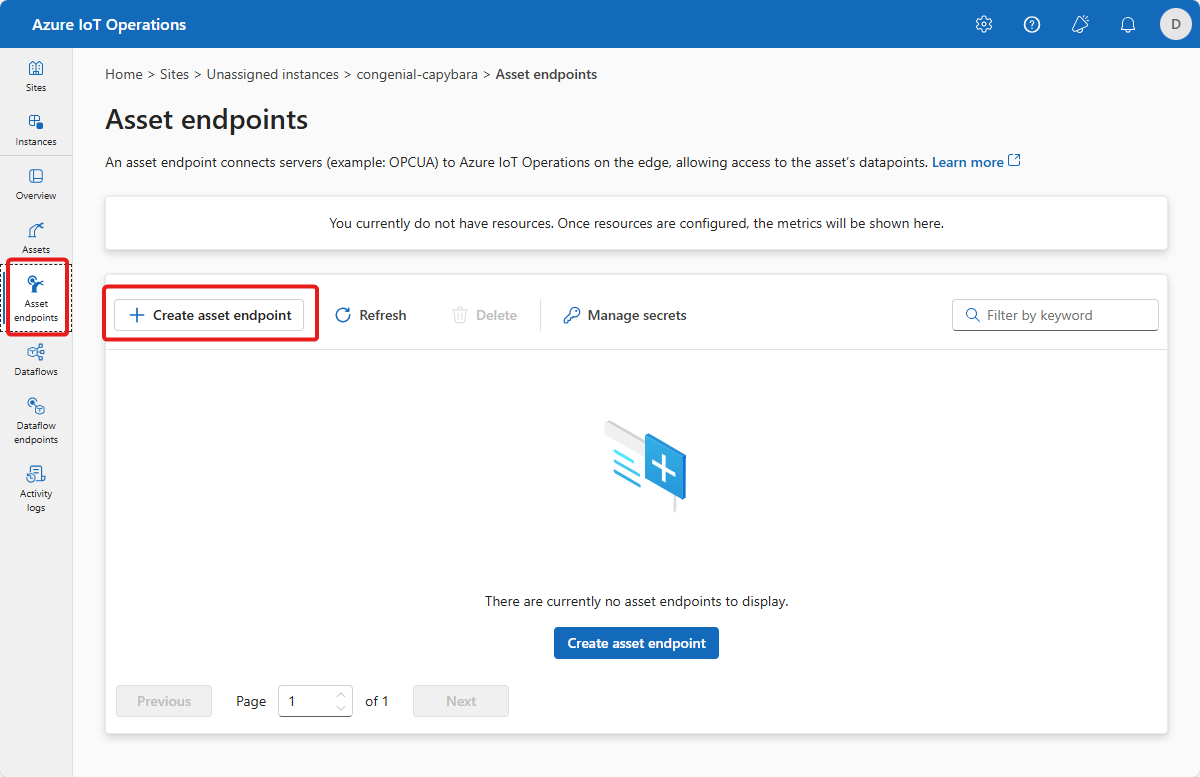 Azure IoT Operations
D
Sites
Instances
Overview
Assets
Asset
endpoints
Dataflows
Dataflow
endpoints
Activity
logs
Home > Sites > Unassigned instances > congenial-capybara > Asset endpoints
Asset endpoints
An asset endpoint connects servers (example: OPCUA) to Azure IoT Operations on the edge, allowing access to the asset’s datapoints. Learn more
You currently do not have resources. Once resources are configured, the metrics will be shown here.
Create asset endpoint Refresh Delete Manage secrets Filter by keyword
There are currently no asset endpoints to display.
Create asset endpoint
Previous Page 1 of 1 Next